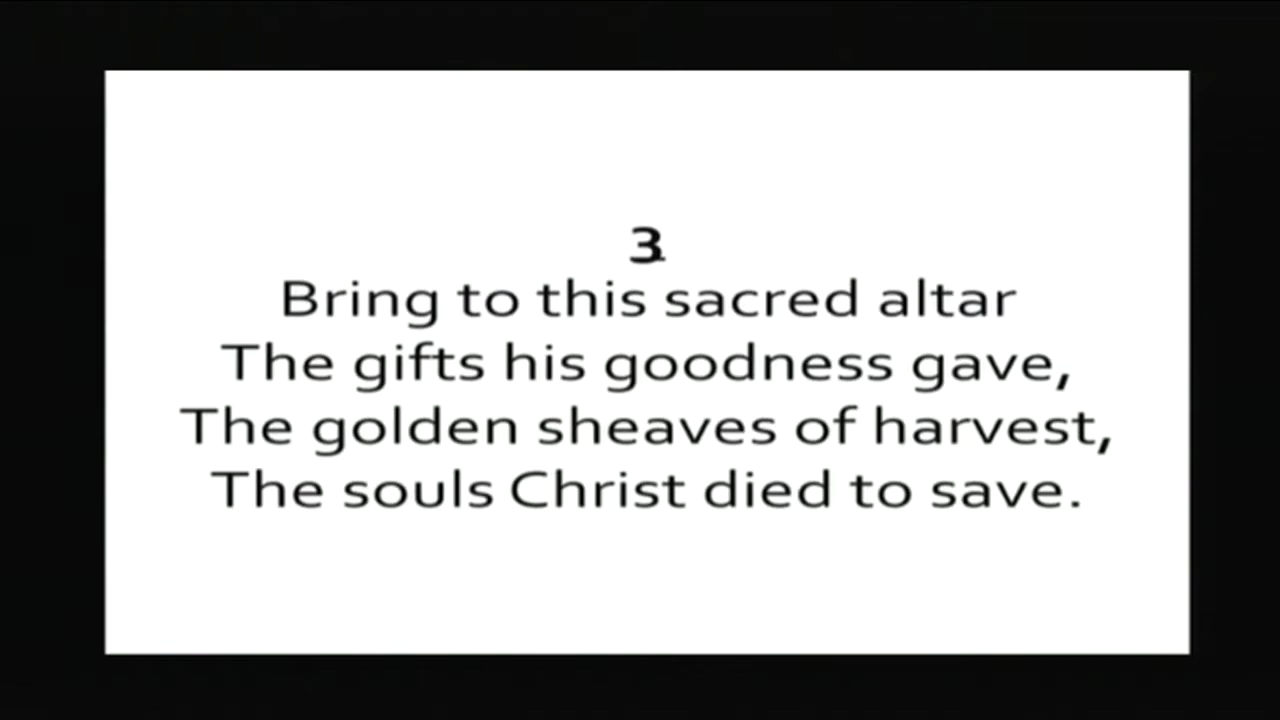 3
Bring to this sacred altar
The gifts his goodness gave,
The golden sheaves of harvest,
The souls Christ died to save.